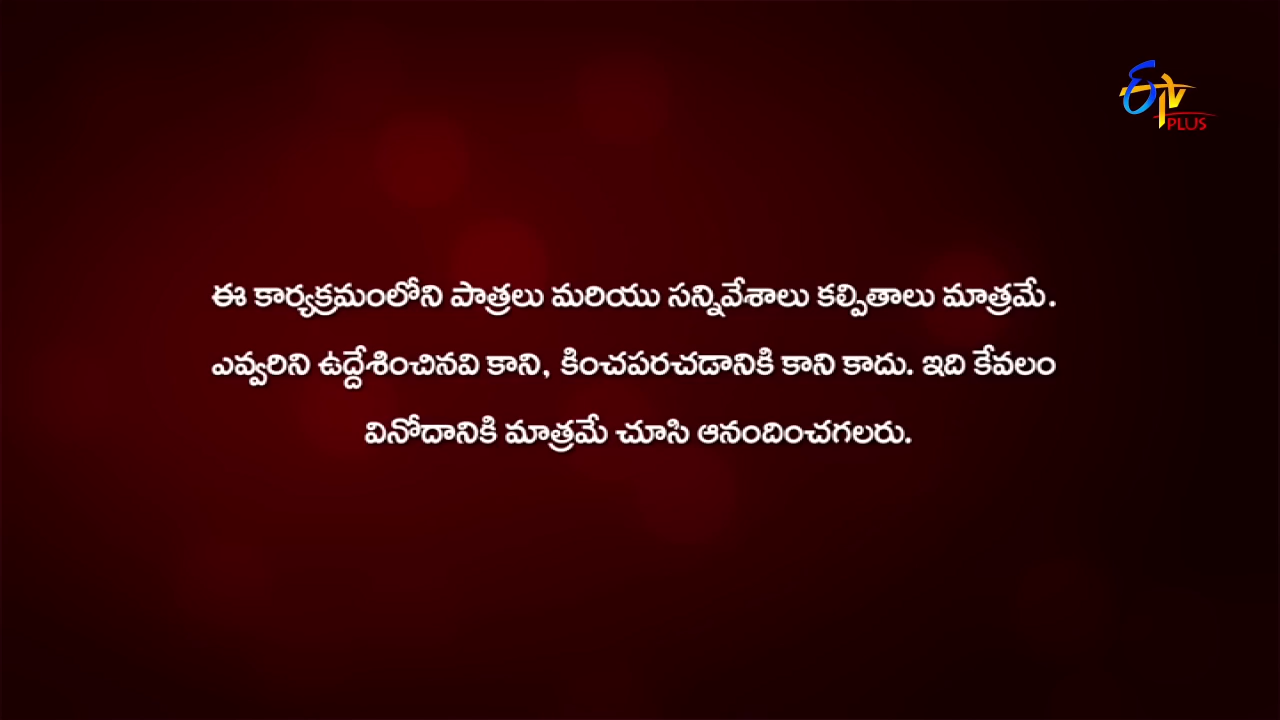 ETV
PLUS
ఈ కార్యక్రమంలోని పాత్రలు మరియు సన్నివేశాలు కల్పితాలు మాత్రమే.
ఎవ్వరిని ఉద్దేశించినవి కాని, కించపరచడానికి కాని కాదు. ఇది కేవలం
వినోదానికి మాత్రమే చూసి ఆనందించగలరు.